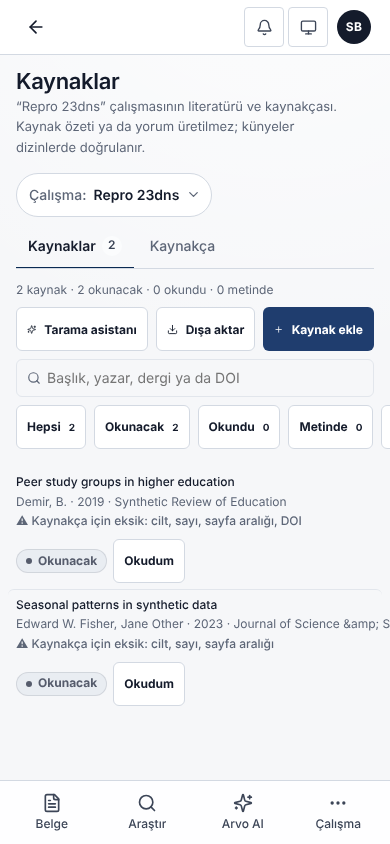 SB
Kaynaklar
“Repro 23dns” çalışmasının literatürü ve kaynakçası.
Kaynak özeti ya da yorum üretilmez; künyeler
dizinlerde doğrulanır.
Çalışma: Repro 23dns
Kaynaklar 2 Kaynakça
2 kaynak · 2 okunacak · 0 okundu · 0 metinde
Tarama asistanı Dışa aktar + Kaynak ekle
Başlık, yazar, dergi ya da DOI
Hepsi 2 Okunacak 2 Okundu 0 Metinde 0
Peer study groups in higher education
Demir, B. · 2019 · Synthetic Review of Education
⚠ Kaynakça için eksik: cilt, sayı, sayfa aralığı, DOI
Okunacak Okudum
Seasonal patterns in synthetic data
Edward W. Fisher, Jane Other · 2023 · Journal of Science &amp; S
⚠ Kaynakça için eksik: cilt, sayı, sayfa aralığı
Okunacak Okudum
Belge Araştır Arvo AI Çalışma